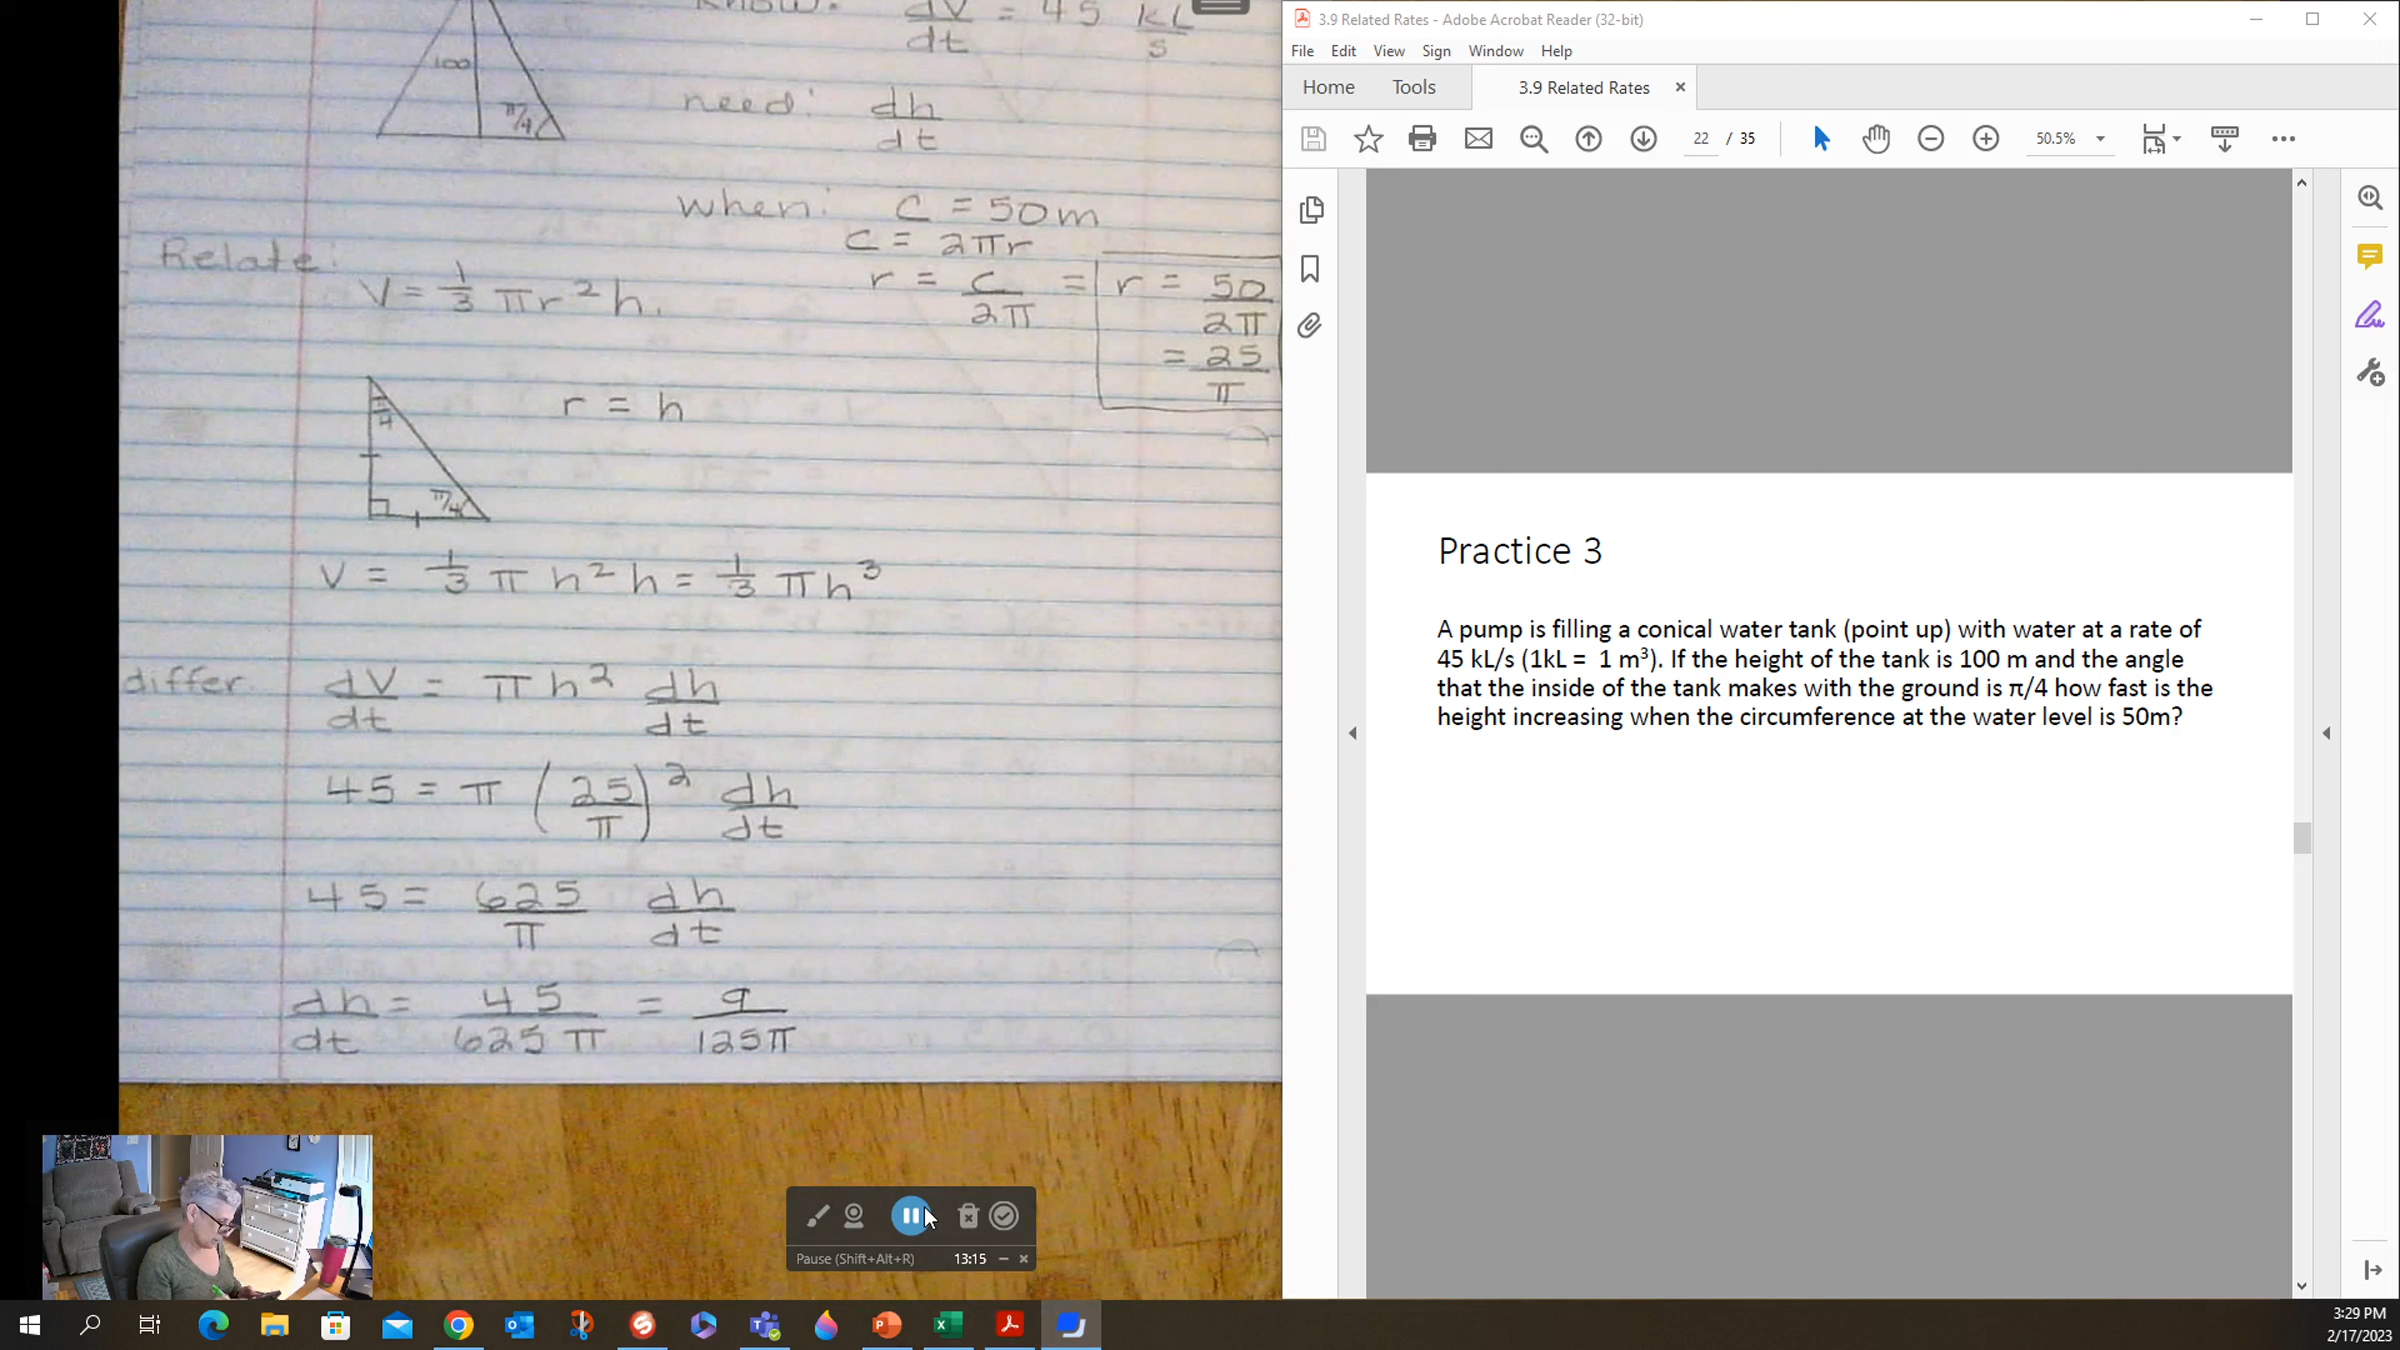 know: dV/dt = 45 kL/s
100
π/4
need: dh/dt
when: C = 50m
C = 2πr
r = C/2π = r = 50/2π
= 25/π
Relate:
V = 1/3 πr²h.
π/4
r = h
π/4
V = 1/3 π h² h = 1/3 πh³
differ. dV/dt = πh² dh/dt
45 = π (25/π)² dh/dt
45 = 625/π dh/dt
dh/dt = 45/625π = 9/125π
Pause (Shift+Alt+R) 13:15
3.9 Related Rates - Adobe Acrobat Reader (32-bit)
File Edit View Sign Window Help
Home Tools 3.9 Related Rates ×
22 / 35 50.5%
Practice 3
A pump is filling a conical water tank (point up) with water at a rate of
45 kL/s (1kL = 1 m³). If the height of the tank is 100 m and the angle
that the inside of the tank makes with the ground is π/4 how fast is the
height increasing when the circumference at the water level is 50m?
3:29 PM
2/17/2023